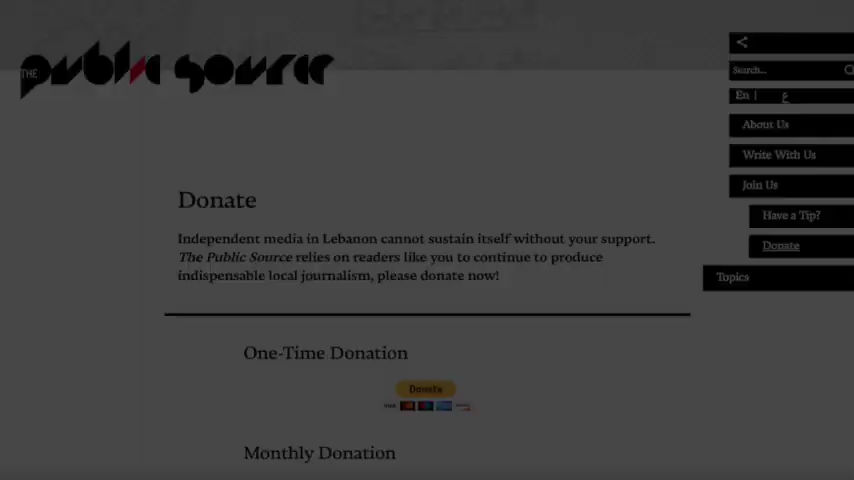 THE public source
Search...
En | ع
About Us
Write With Us
Join Us
Have a Tip?
Donate
Topics
Donate
Independent media in Lebanon cannot sustain itself without your support.
The Public Source relies on readers like you to continue to produce
indispensable local journalism, please donate now!
One-Time Donation
Donate
VISA
Monthly Donation